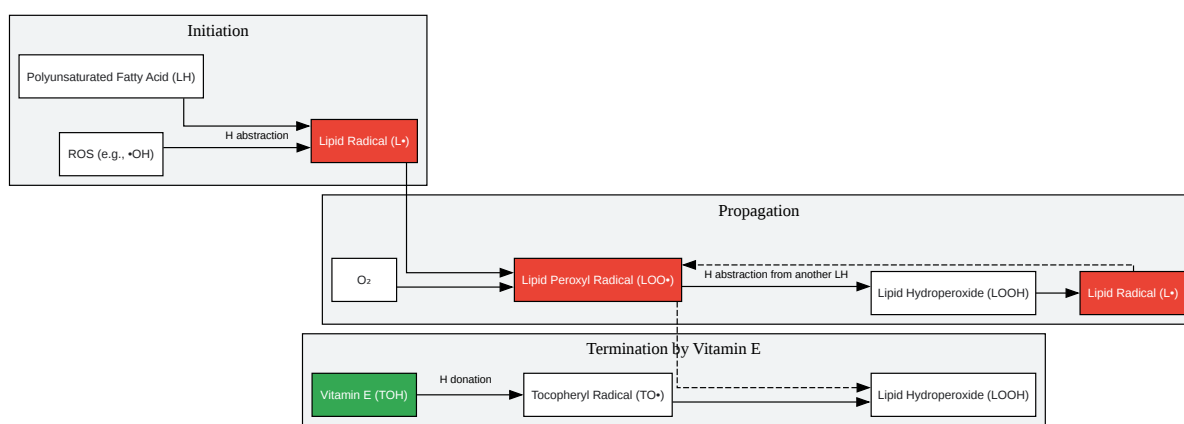 Initiation
Polyunsaturated Fatty Acid (LH)
H abstraction
Lipid Radical (L•)
ROS (e.g., •OH)
Propagation
O₂
Lipid Peroxyl Radical (LOO•)
H abstraction from another LH
Lipid Hydroperoxide (LOOH)
Lipid Radical (L•)
Termination by Vitamin E
Vitamin E (TOH)
H donation
Tocopheryl Radical (TO•)
Lipid Hydroperoxide (LOOH)